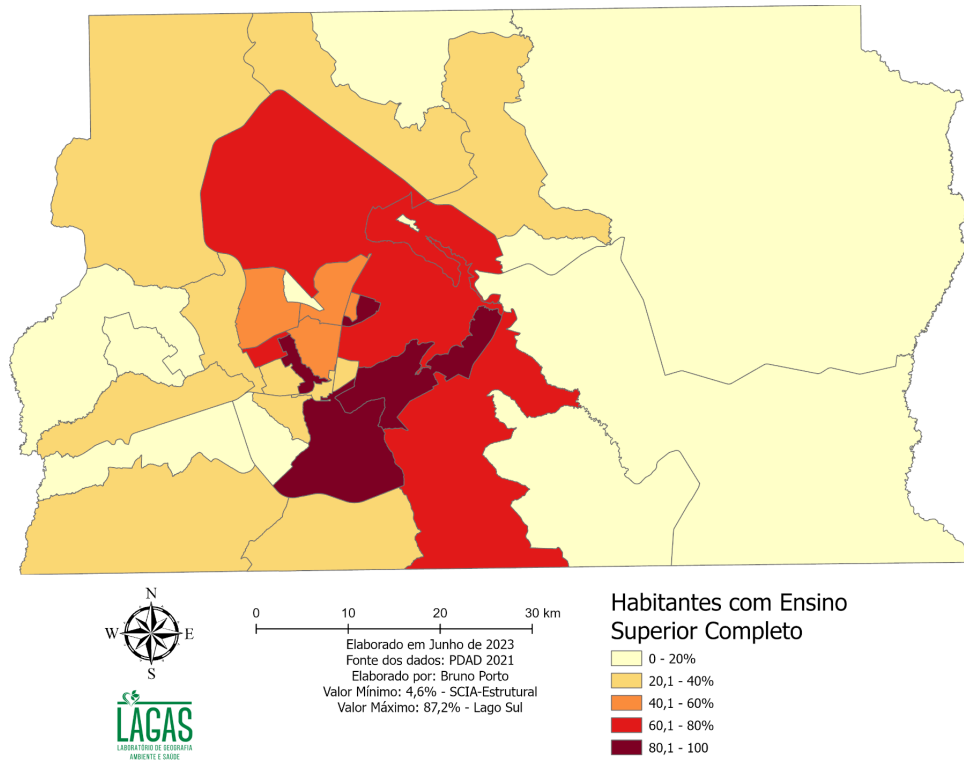 N
W
E
S
0
10
20
30 km
Elaborado em Junho de 2023
Fonte dos dados: PDAD 2021
Elaborado por: Bruno Porto
Valor Mínimo: 4,6% - SCIA-Estrutural
Valor Máximo: 87,2% - Lago Sul
LAGAS
LABORATÓRIO DE GEOGRAFIA
AMBIENTE E SAÚDE
Habitantes com Ensino
Superior Completo
0 - 20%
20,1 - 40%
40,1 - 60%
60,1 - 80%
80,1 - 100